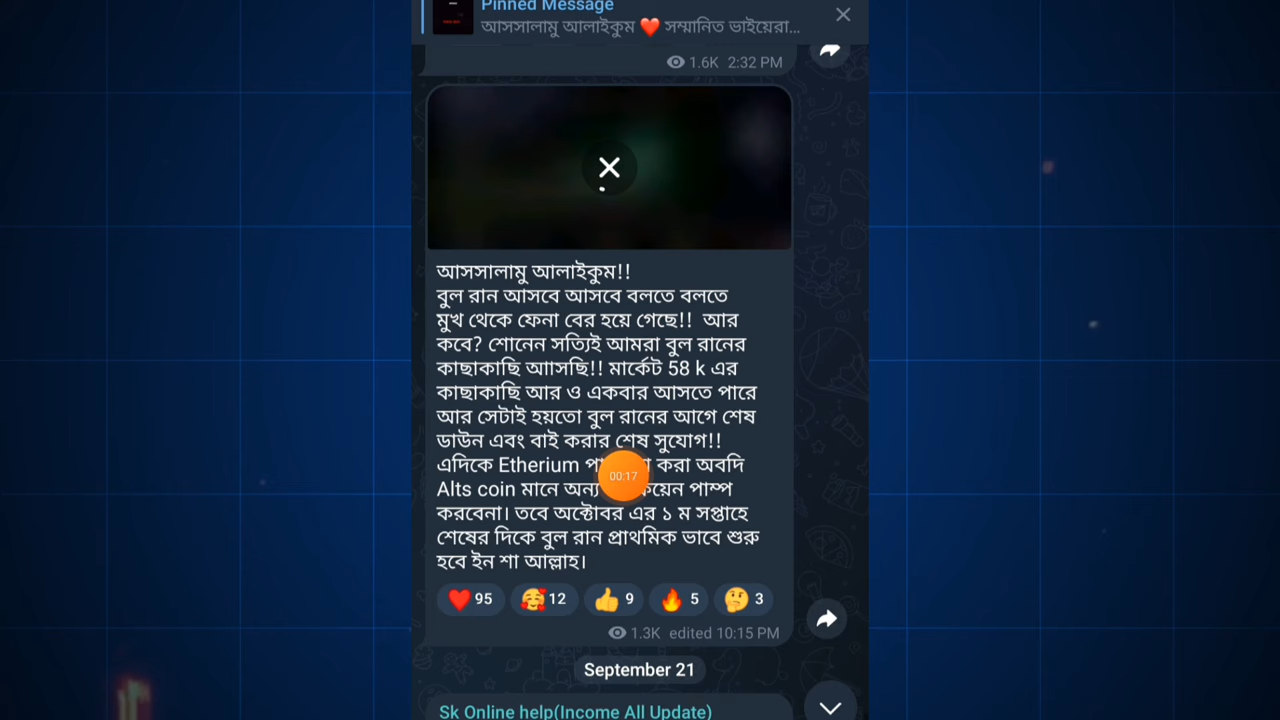 Pinned Message
আসসালামু আলাইকুম ❤️ সম্মানিত ভাইয়েরা...
1.6K 2:32 PM
আসসালামু আলাইকুম!!
বুল রান আসবে আসবে বলতে বলতে
মুখ থেকে ফেনা বের হয়ে গেছে!! আর
কবে? শোনেন সত্যিই আমরা বুল রানের
কাছাকাছি আাসছি!! মার্কেট 58 k এর
কাছাকাছি আর ও একবার আসতে পারে
আর সেটাই হয়তো বুল রানের আগে শেষ
ডাউন এবং বাই করার শেষ সুযোগ!!
এদিকে Etherium করা অবদি
00:17
Alts coin মানে অন্য পাম্প
করবেনা। তবে অক্টোবর এর ১ ম সপ্তাহে
শেষের দিকে বুল রান প্রাথমিক ভাবে শুরু
হবে ইন শা আল্লাহ।
❤️ 95 🥰 12 👍 9 🔥 5 🤔 3
1.3K edited 10:15 PM
September 21
Sk Online help(Income All Update)